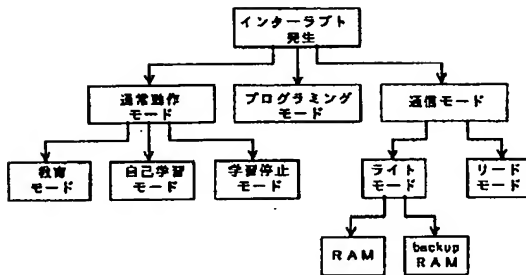 インターラプト
発生
通常動作
モード
プログラミング
モード
通信モード
教育
モード
自己学習
モード
学習停止
モード
ライト
モード
リード
モード
RAM
backup
RAM